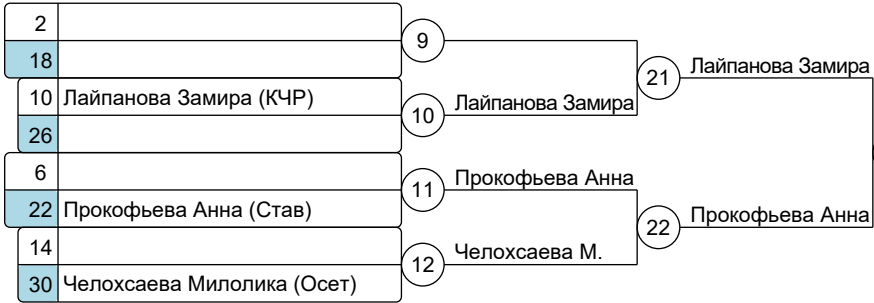 2
18
9
10 Лайпанова Замира (КЧР)
26
10
Лайпанова Замира
21
Лайпанова Замира
6
22 Прокофьева Анна (Став)
11
Прокофьева Анна
14
30 Челохсаева Милолика (Осет)
12
Челохсаева М.
22
Прокофьева Анна